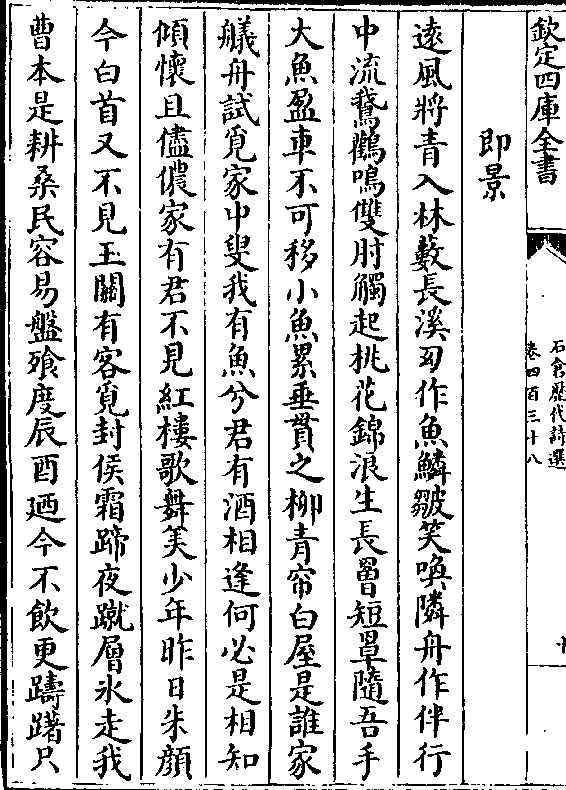 欽定四庫全書
石倉歷代詩選
卷四百三十八
十
即景
遠風將青入林藪長溪匁作魚鱗皺笑喚隣舟作伴行
中流鵞鸛鳴雙肘觸起桃花錦浪生長罾短罩隨吾手
大魚盈車不可移小魚累垂貫之柳青帘白屋是誰家
艤舟試覓家中叟我有魚兮君有酒相逢何必是相知
傾懷且儘儂家有君不見紅樓歌舞美少年昨日朱顔
今白首又不見玉關有客覓封侯霜蹄夜蹴層氷走我
曹本是耕桑民容易盤飱度辰酉廼今不飲更躊躇只